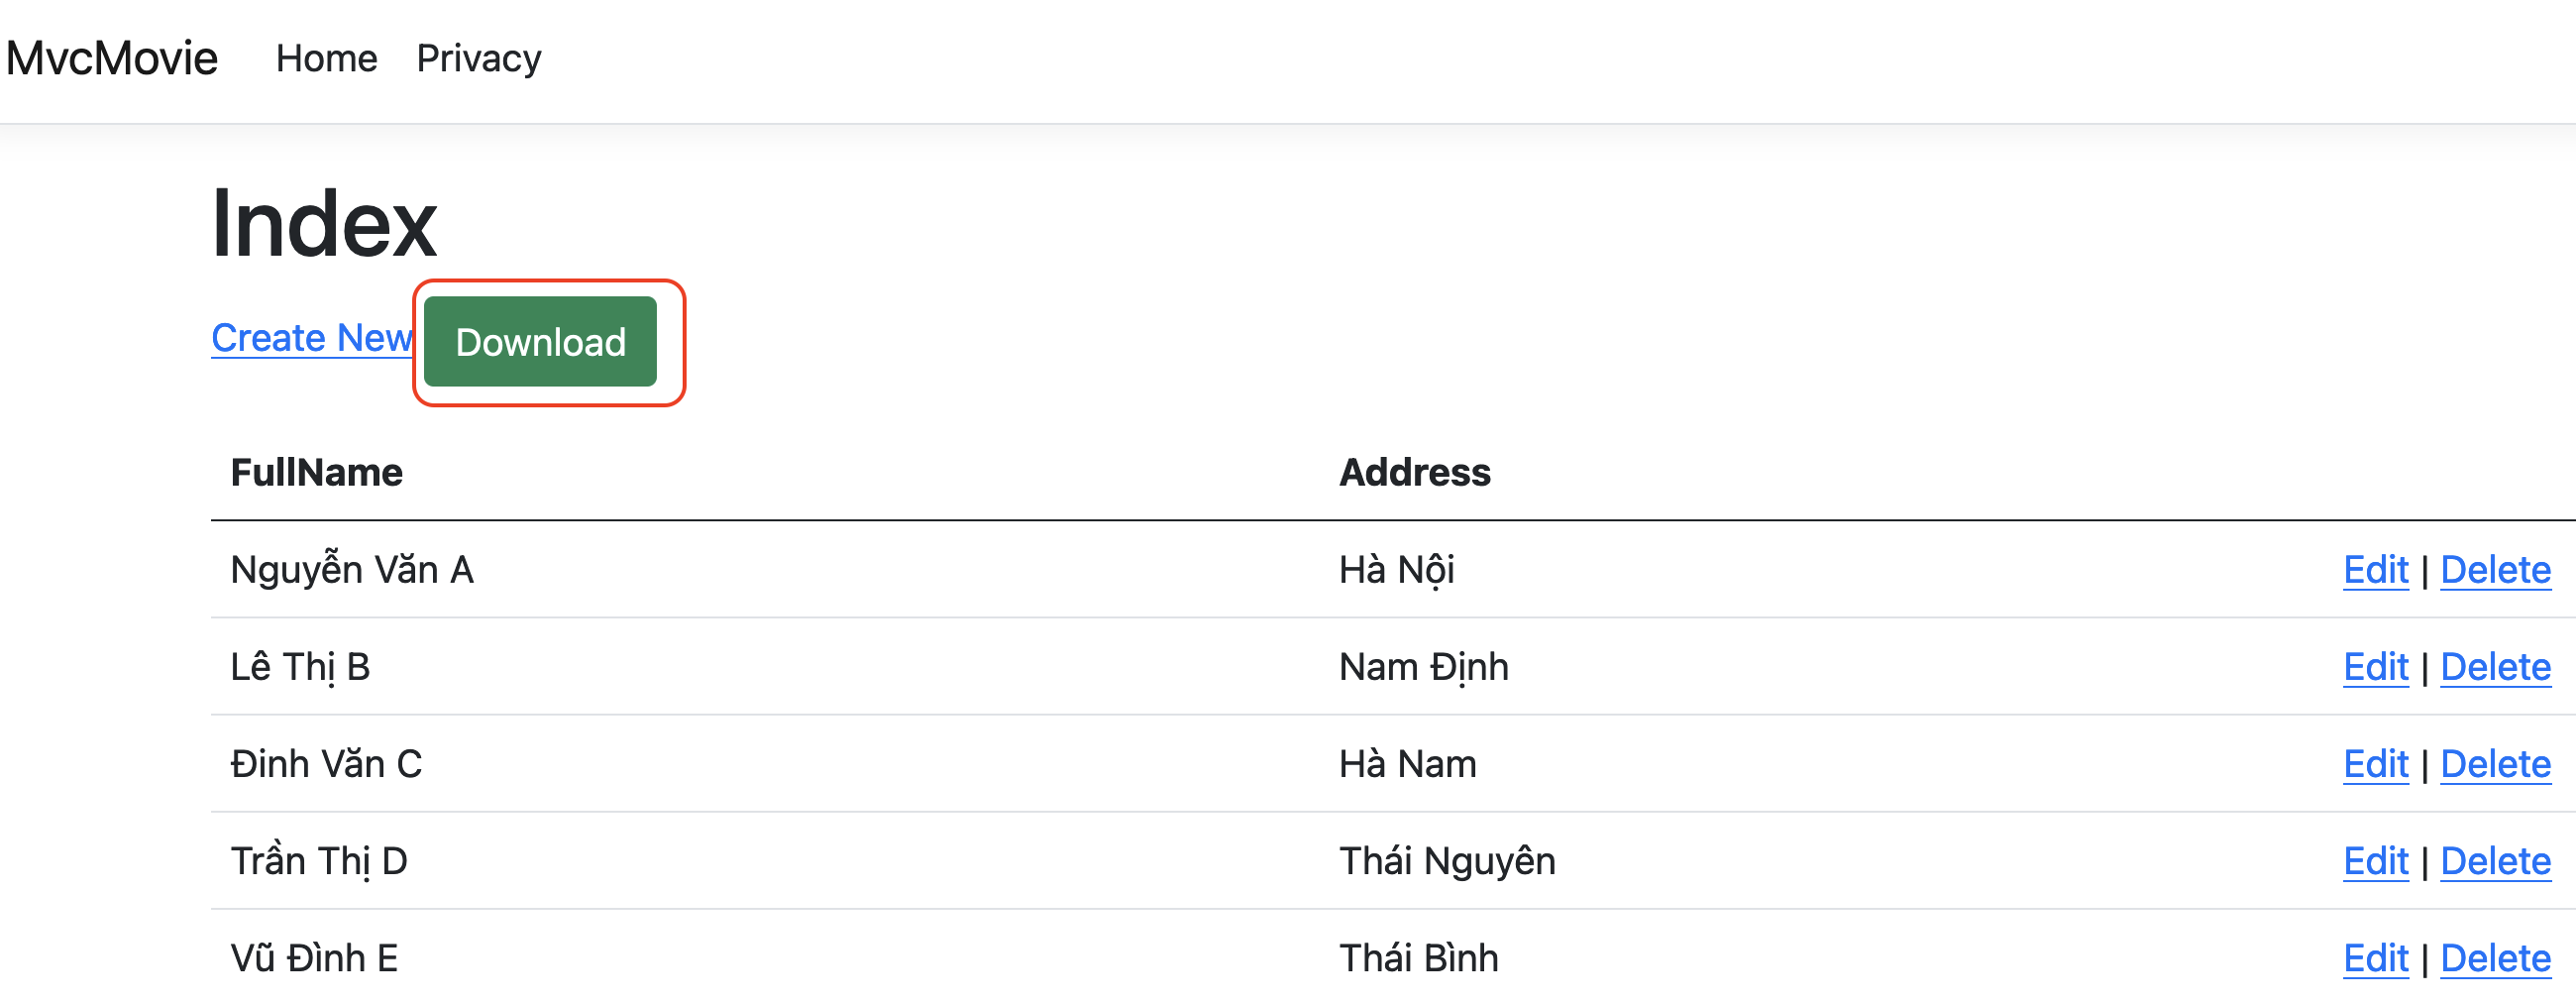 MvcMovie Home Privacy
Index
Create New Download
FullName Address
Nguyễn Văn A Hà Nội Edit | Delete
Lê Thị B Nam Định Edit | Delete
Đinh Văn C Hà Nam Edit | Delete
Trần Thị D Thái Nguyên Edit | Delete
Vũ Đình E Thái Bình Edit | Delete